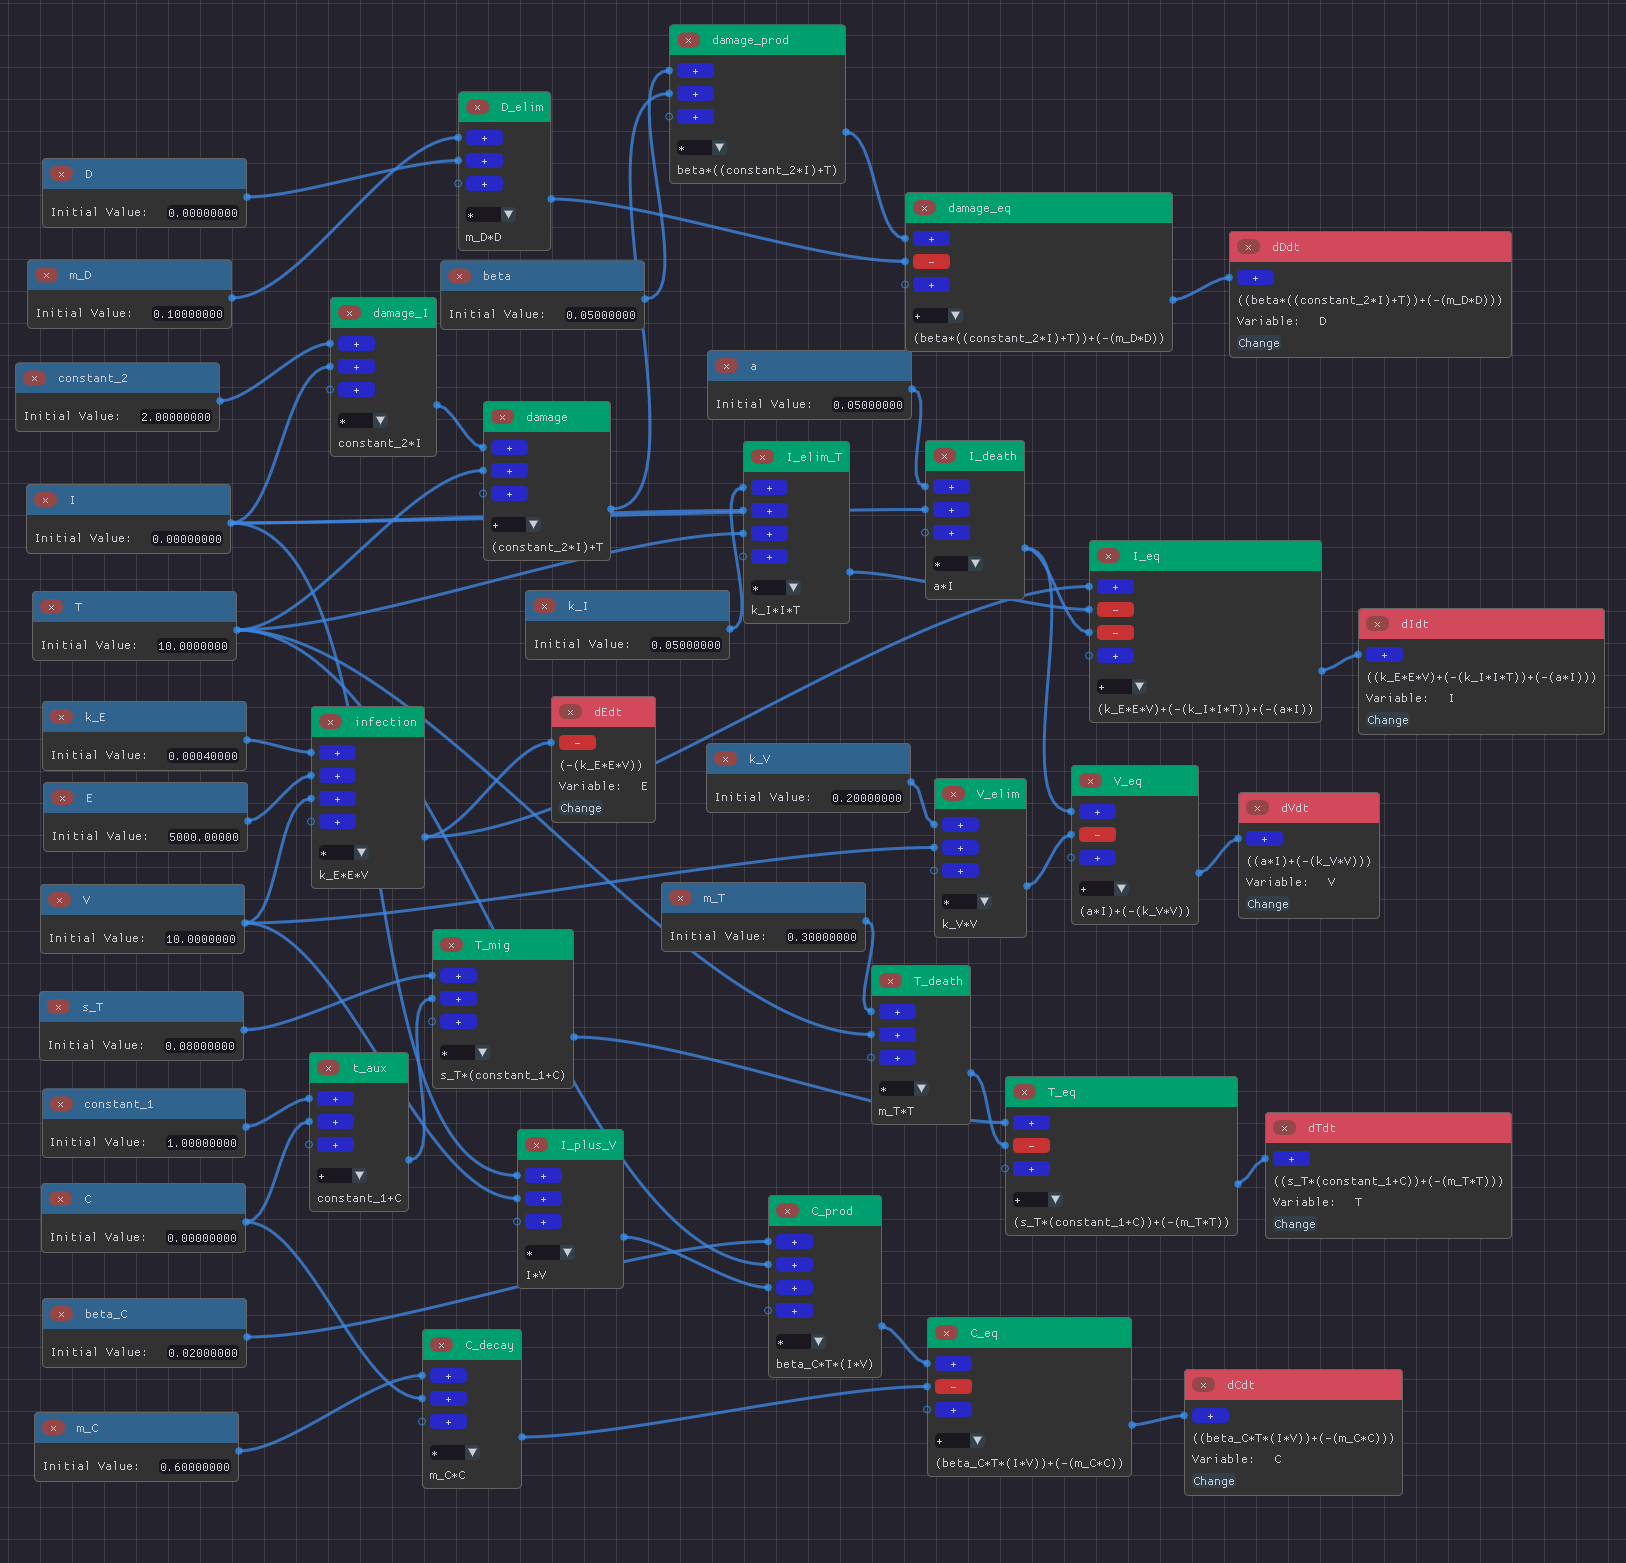 × damage_prod
+
+
+
* ▼
beta*((constant_2*I)+T)
× D_elim
+
+
+
* ▼
m_D*D
× D
Initial Value: 0.00000000
× damage_eq
+
-
+
+ ▼
(beta*((constant_2*I)+T))+(-(m_D*D))
× dDdt
+
((beta*((constant_2*I)+T))+(-(m_D*D)))
Variable: D
Change
× m_D
Initial Value: 0.10000000
× beta
Initial Value: 0.05000000
× damage_I
+
+
+
* ▼
constant_2*I
× a
Initial Value: 0.05000000
× constant_2
Initial Value: 2.00000000
× damage
+
+
+
+ ▼
(constant_2*I)+T
× I_elim_T
+
+
+
+
* ▼
k_I*I*T
× I_death
+
+
+
* ▼
a*I
× I
Initial Value: 0.00000000
× I_eq
+
-
-
+
+ ▼
(k_E*E*V)+(-(k_I*I*T))+(-(a*I))
× T
Initial Value: 10.0000000
× k_I
Initial Value: 0.05000000
× dIdt
+
((k_E*E*V)+(-(k_I*I*T))+(-(a*I)))
Variable: I
Change
× k_E
Initial Value: 0.00040000
× infection
+
+
+
+
* ▼
k_E*E*V
× dEdt
-
(-(k_E*E*V))
Variable: E
Change
× k_V
Initial Value: 0.20000000
× V_elim
+
+
+
* ▼
k_V*V
× V_eq
+
-
+
+ ▼
(a*I)+(-(k_V*V))
× dVdt
+
((a*I)+(-(k_V*V)))
Variable: V
Change
× E
Initial Value: 5000.00000
× V
Initial Value: 10.0000000
× m_T
Initial Value: 0.30000000
× T_mig
+
+
+
* ▼
s_T*(constant_1+C)
× T_death
+
+
+
* ▼
m_T*T
× s_T
Initial Value: 0.08000000
× t_aux
+
+
+
+ ▼
constant_1+C
× T_eq
+
-
+
+ ▼
(s_T*(constant_1+C))+(-(m_T*T))
× dTdt
+
((s_T*(constant_1+C))+(-(m_T*T)))
Variable: T
Change
× constant_1
Initial Value: 1.00000000
× I_plus_V
+
+
+
* ▼
I*V
× C
Initial Value: 0.00000000
× C_prod
+
+
+
+
* ▼
beta_C*T*(I*V)
× beta_C
Initial Value: 0.02000000
× C_decay
+
+
+
* ▼
m_C*C
× C_eq
+
-
+
+ ▼
(beta_C*T*(I*V))+(-(m_C*C))
× dCdt
+
((beta_C*T*(I*V))+(-(m_C*C)))
Variable: C
Change
× m_C
Initial Value: 0.60000000